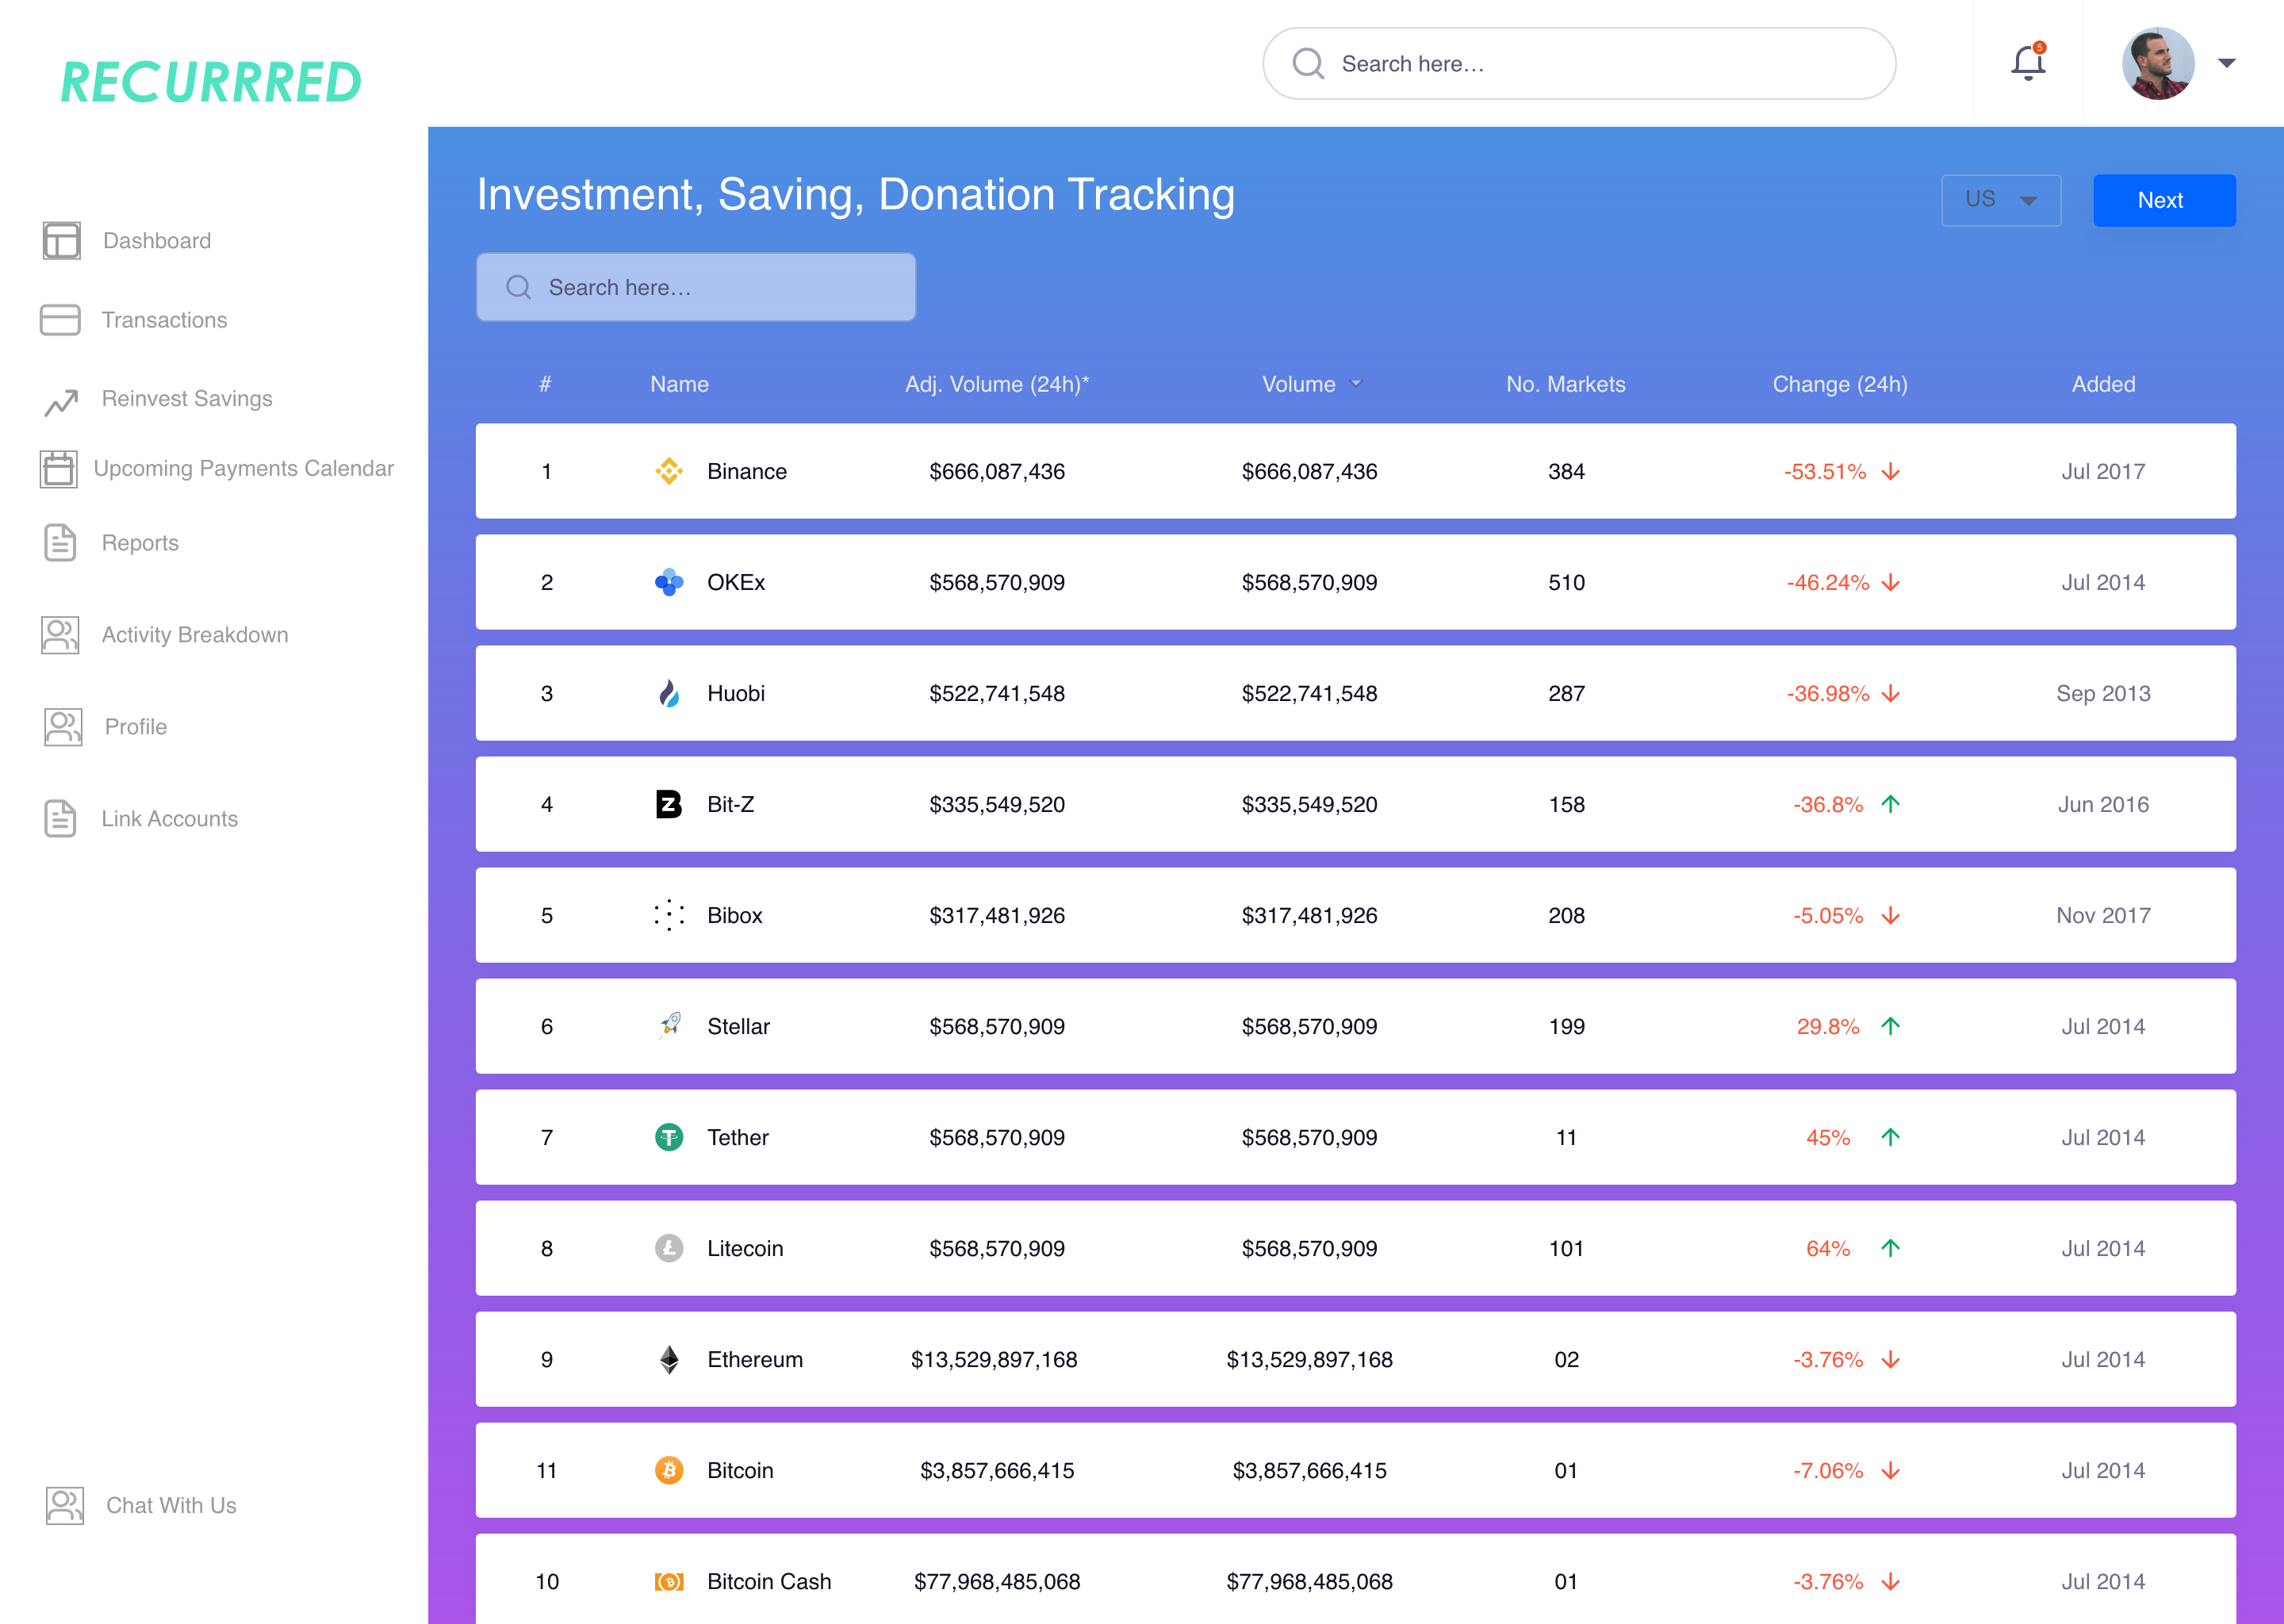 RECURRRED
Search here...
5
Dashboard
Transactions
Reinvest Savings
Upcoming Payments Calendar
Reports
Activity Breakdown
Profile
Link Accounts
Chat With Us
Investment, Saving, Donation Tracking
US
Next
Search here...
# Name Adj. Volume (24h)* Volume No. Markets Change (24h) Added
1 Binance $666,087,436 $666,087,436 384 -53.51% Jul 2017
2 OKEx $568,570,909 $568,570,909 510 -46.24% Jul 2014
3 Huobi $522,741,548 $522,741,548 287 -36.98% Sep 2013
4 Bit-Z $335,549,520 $335,549,520 158 -36.8% Jun 2016
5 Bibox $317,481,926 $317,481,926 208 -5.05% Nov 2017
6 Stellar $568,570,909 $568,570,909 199 29.8% Jul 2014
7 Tether $568,570,909 $568,570,909 11 45% Jul 2014
8 Litecoin $568,570,909 $568,570,909 101 64% Jul 2014
9 Ethereum $13,529,897,168 $13,529,897,168 02 -3.76% Jul 2014
11 Bitcoin $3,857,666,415 $3,857,666,415 01 -7.06% Jul 2014
10 Bitcoin Cash $77,968,485,068 $77,968,485,068 01 -3.76% Jul 2014